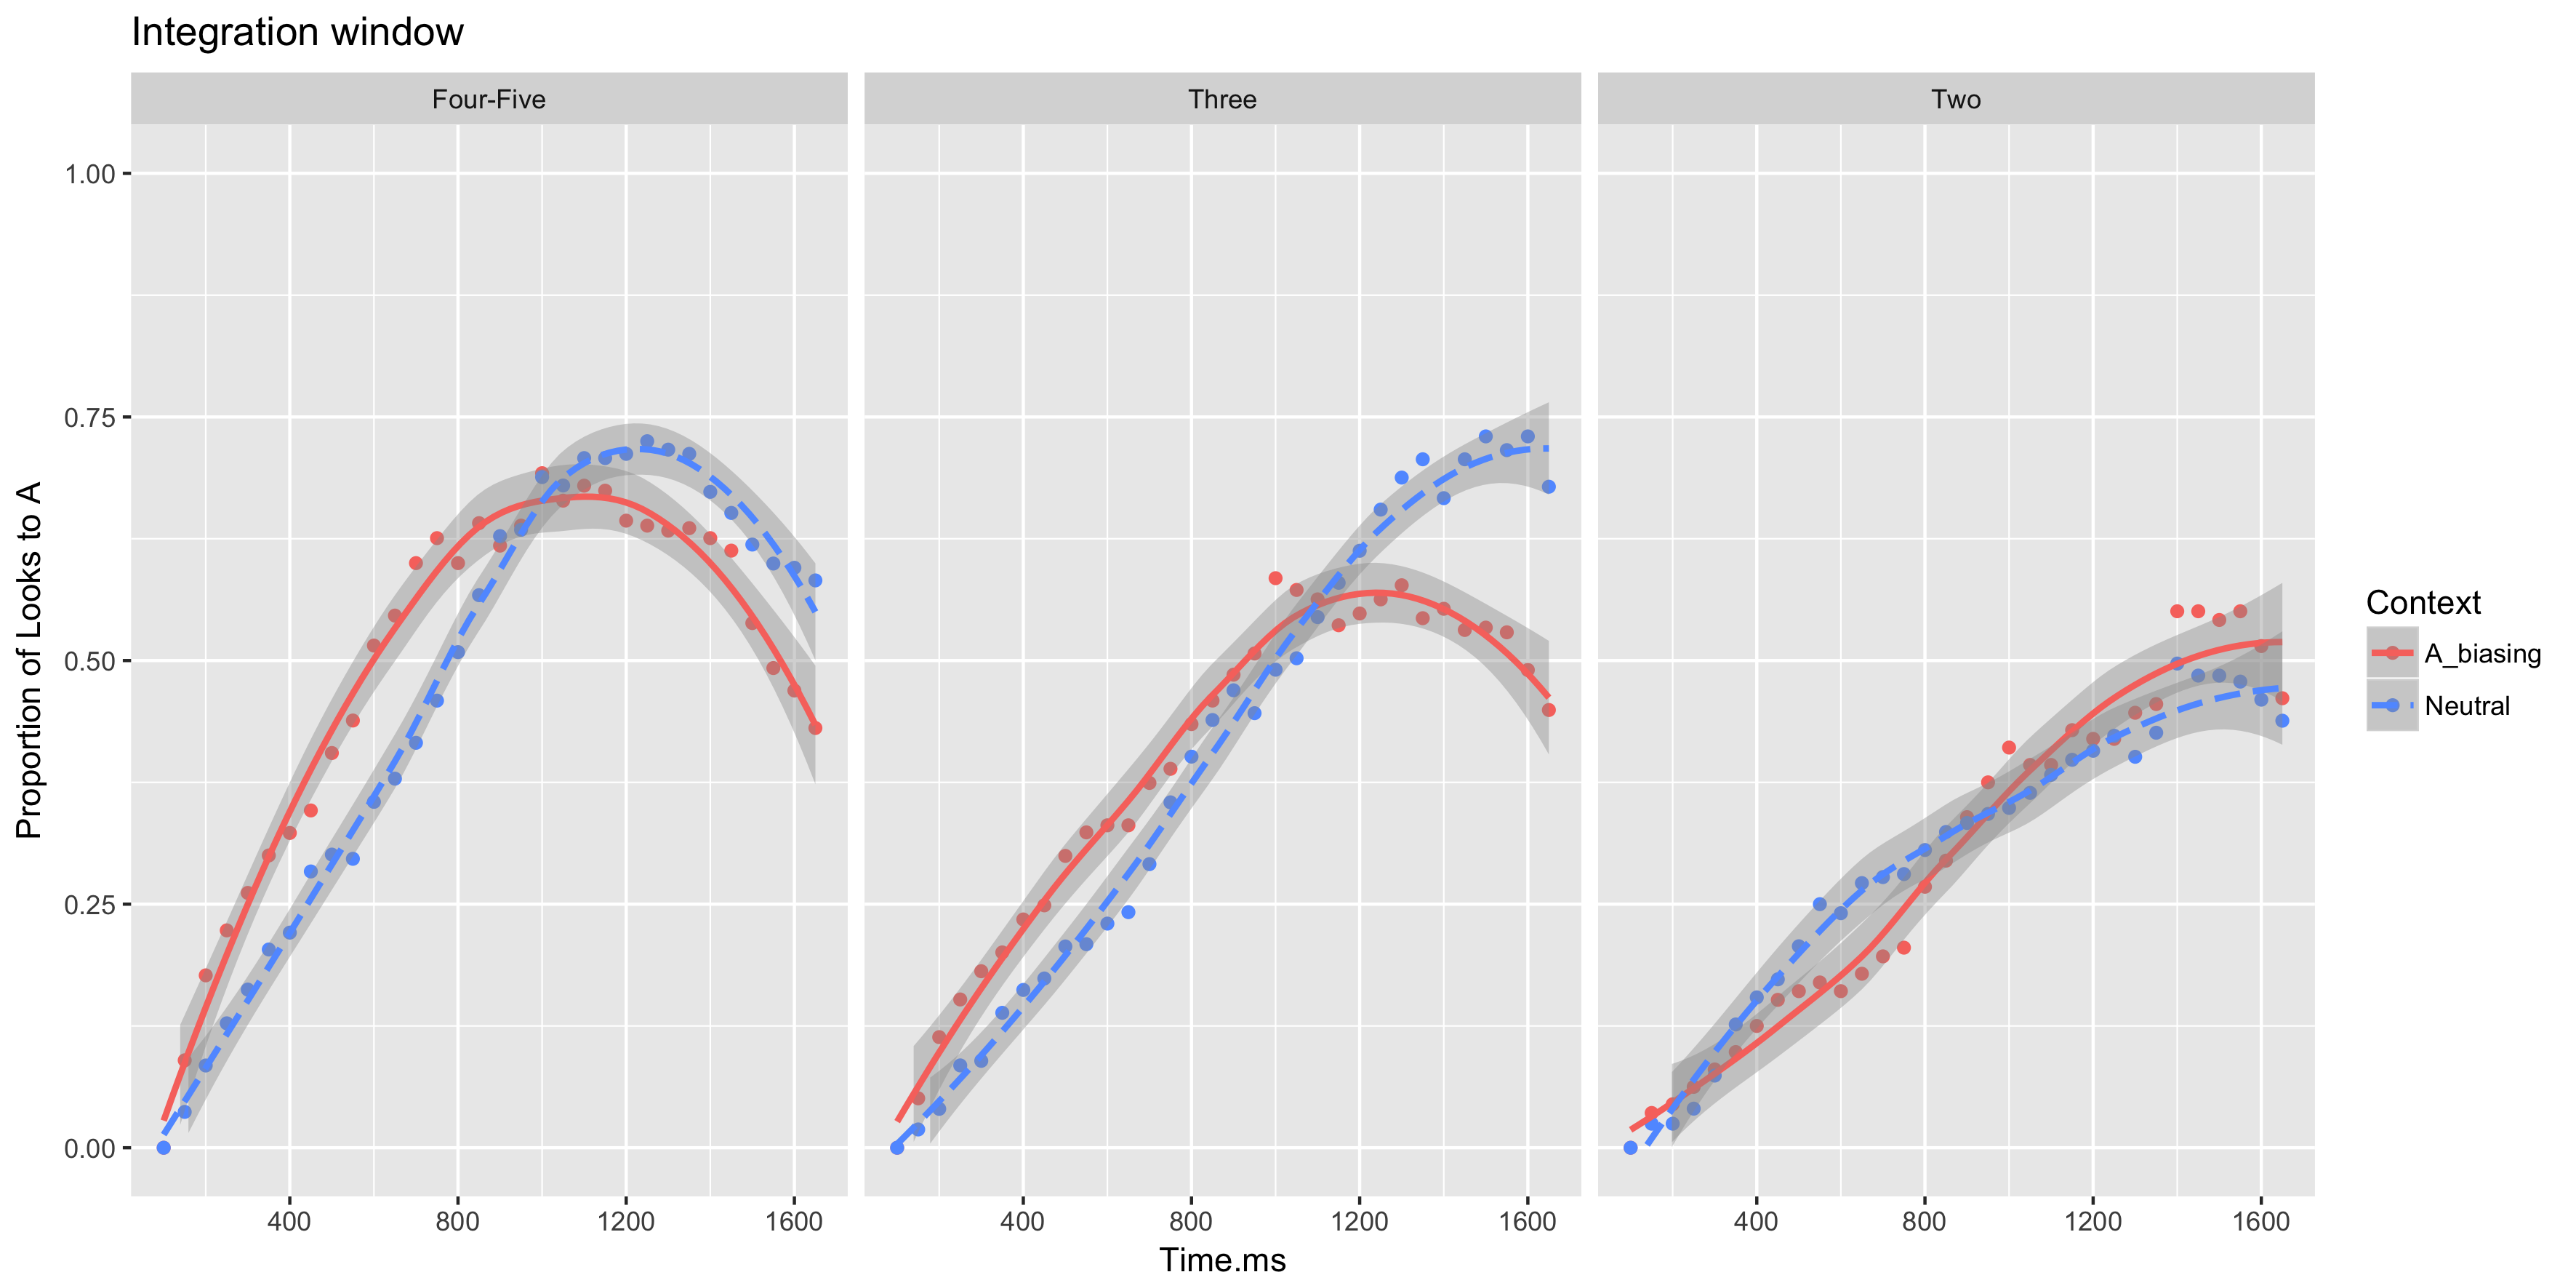 Integration window
Four-Five
Three
Two
1.00
0.75
0.50
0.25
0.00
Proportion of Looks to A
400 800 1200 1600
400 800 1200 1600
400 800 1200 1600
Time.ms
Context
A_biasing
Neutral